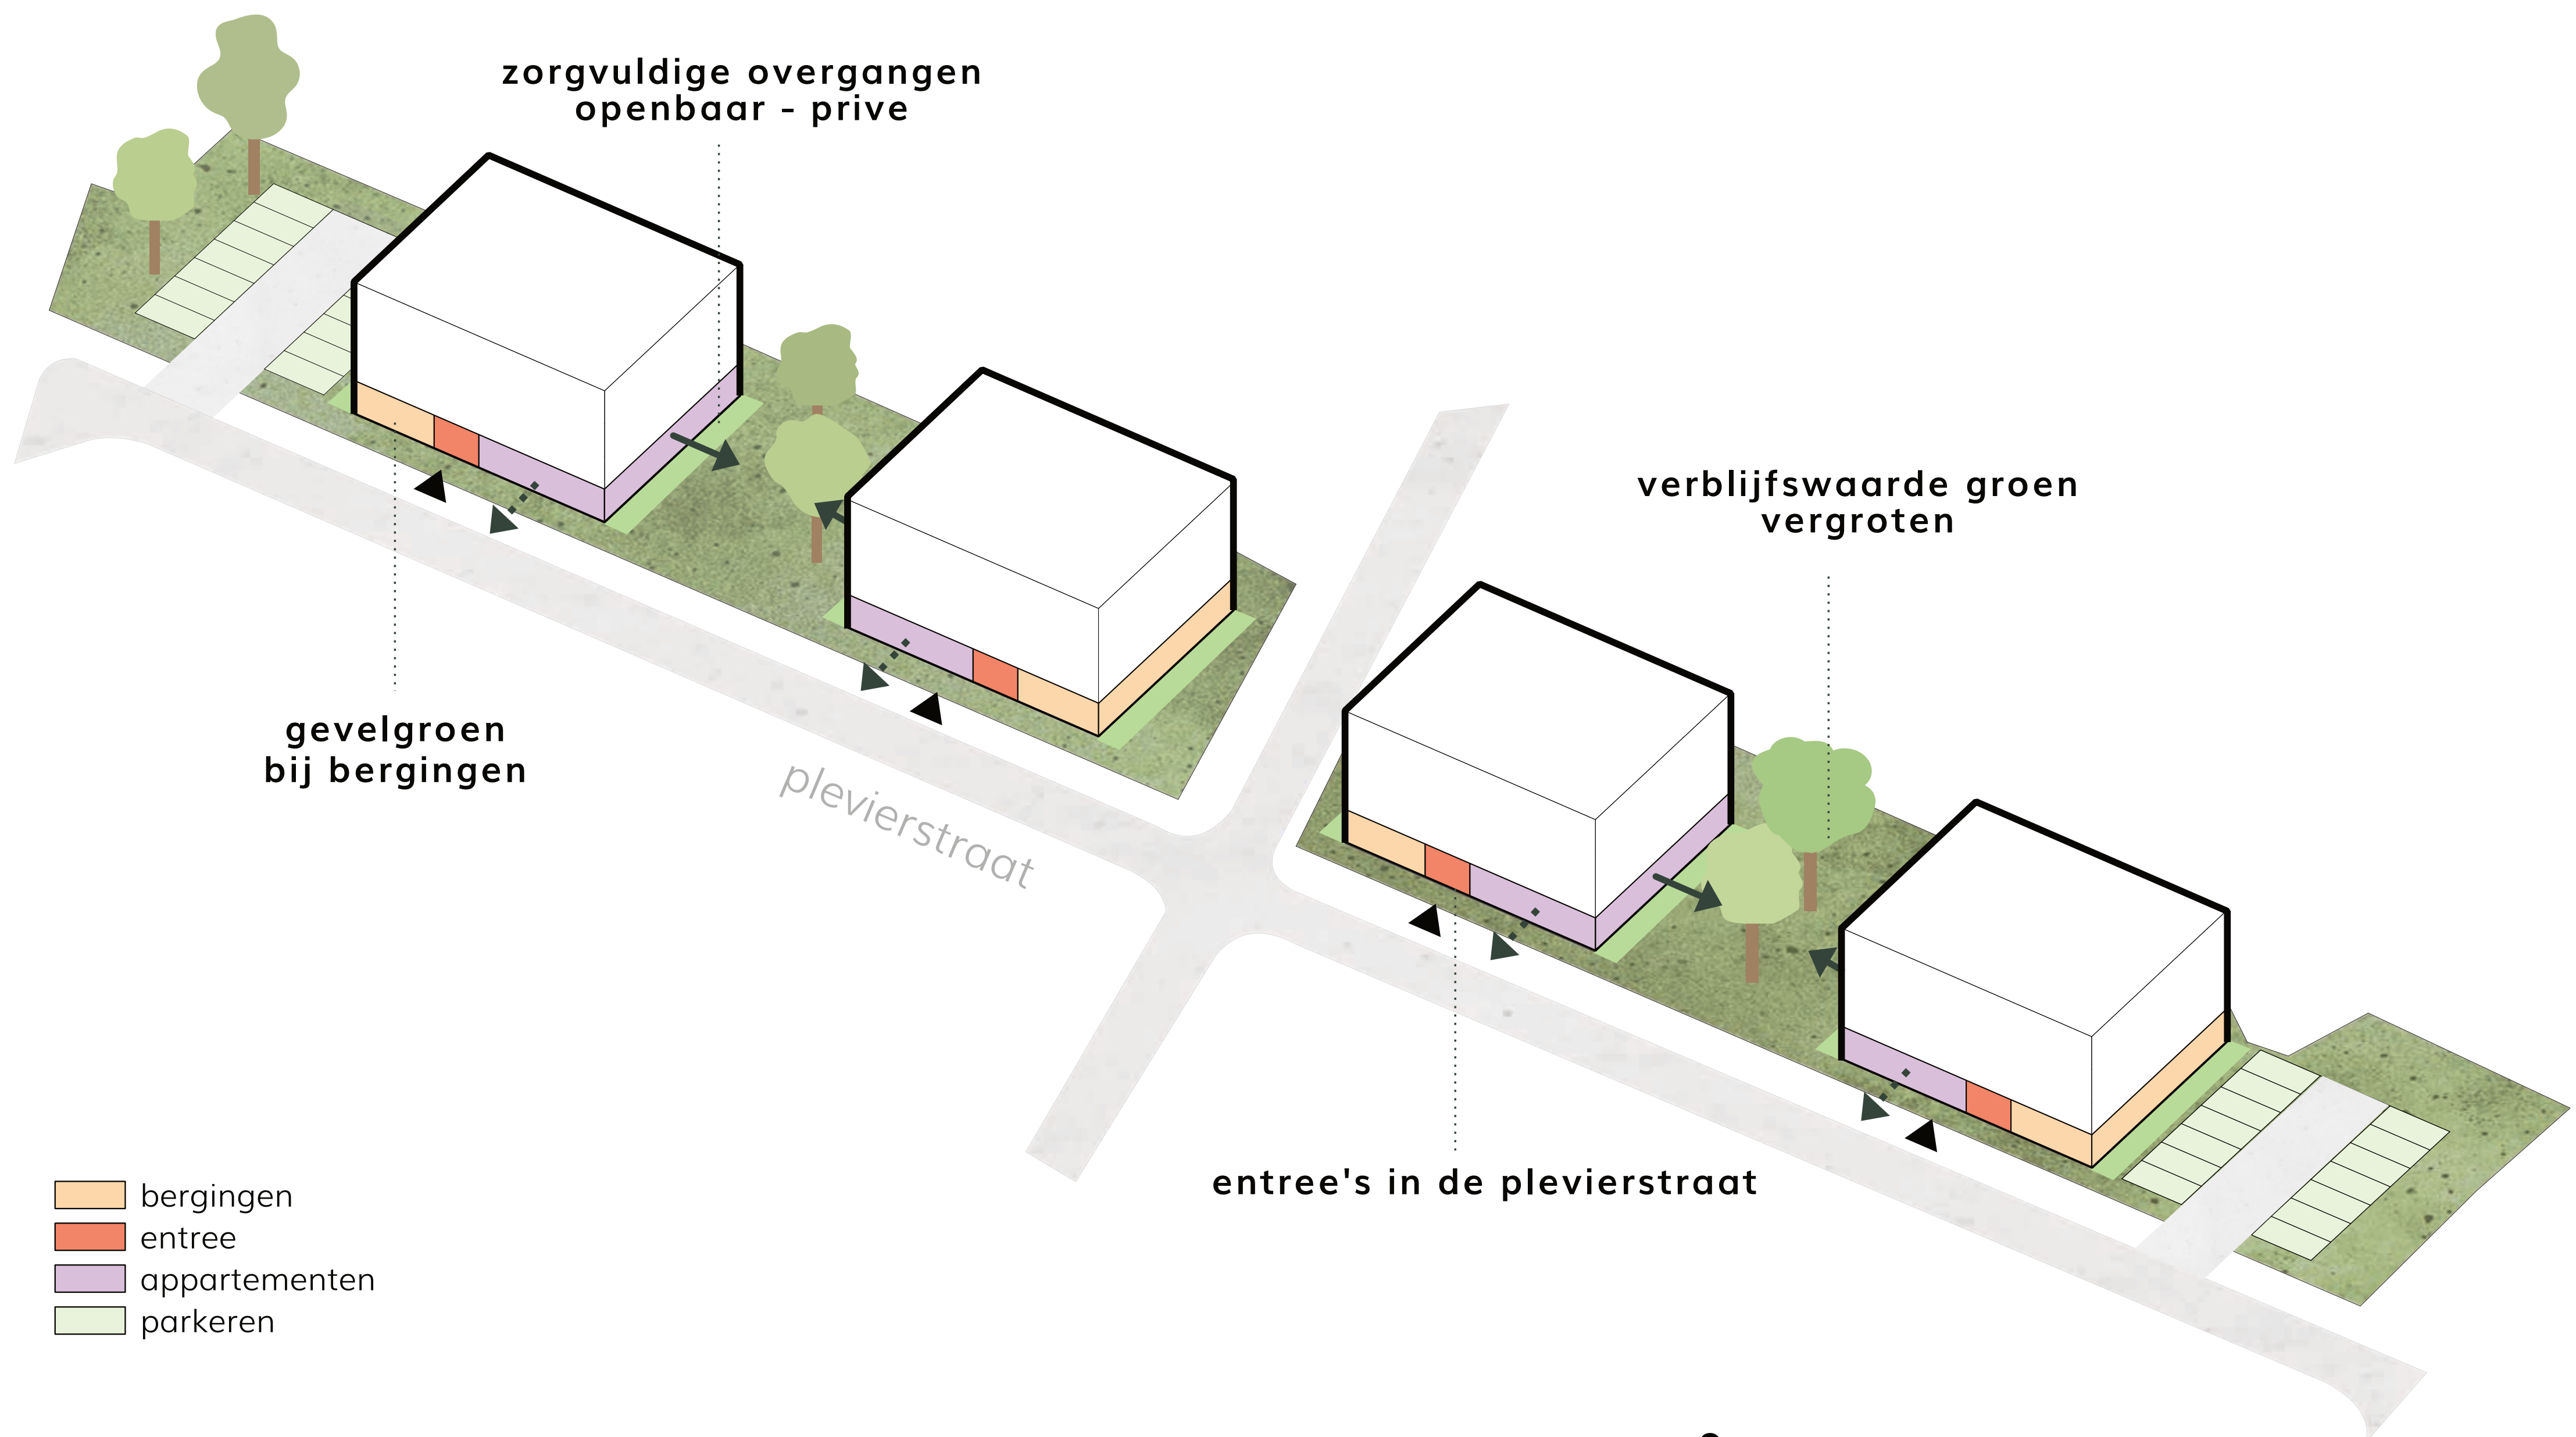 zorgvuldige overgangen
openbaar - prive
verblijfswaarde groen
vergroten
gevelgroen
bij bergingen
plevierstraat
entree's in de plevierstraat
bergingen
entree
appartementen
parkeren